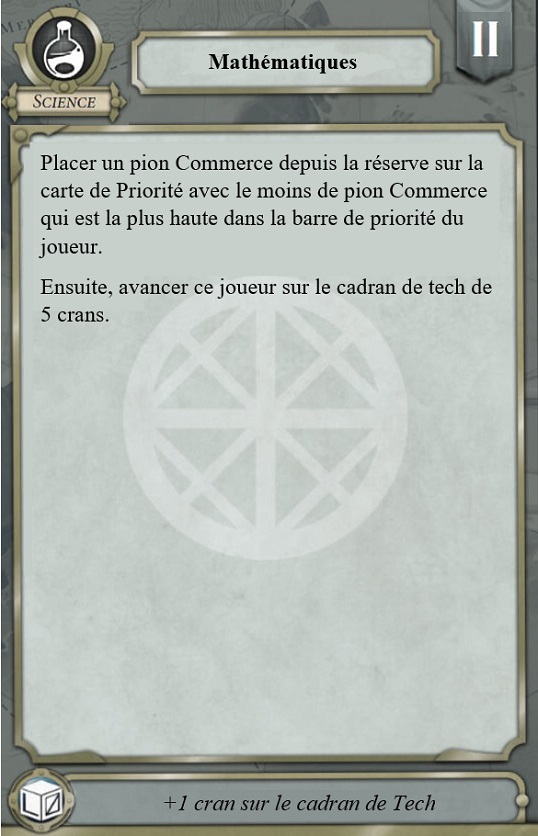 II
Mathématiques
SCIENCE
Placer un pion Commerce depuis la réserve sur la
carte de Priorité avec le moins de pion Commerce
qui est la plus haute dans la barre de priorité du
joueur.
Ensuite, avancer ce joueur sur le cadran de tech de
5 crans.
+1 cran sur le cadran de Tech